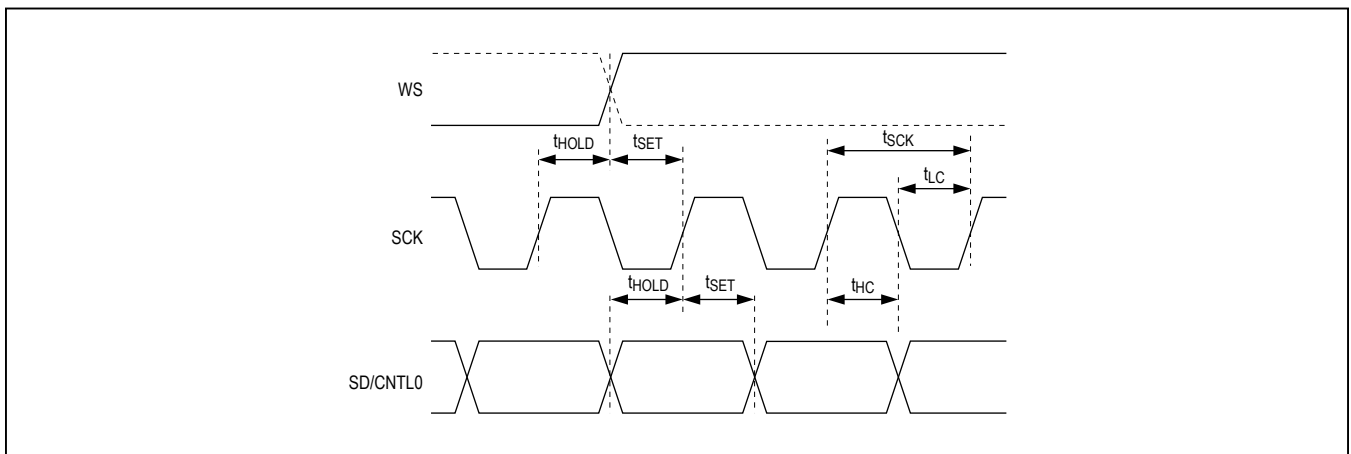 WS
tHOLD tSET
tSCK
tLC
SCK
tHOLD tSET
tHC
SD/CNTL0